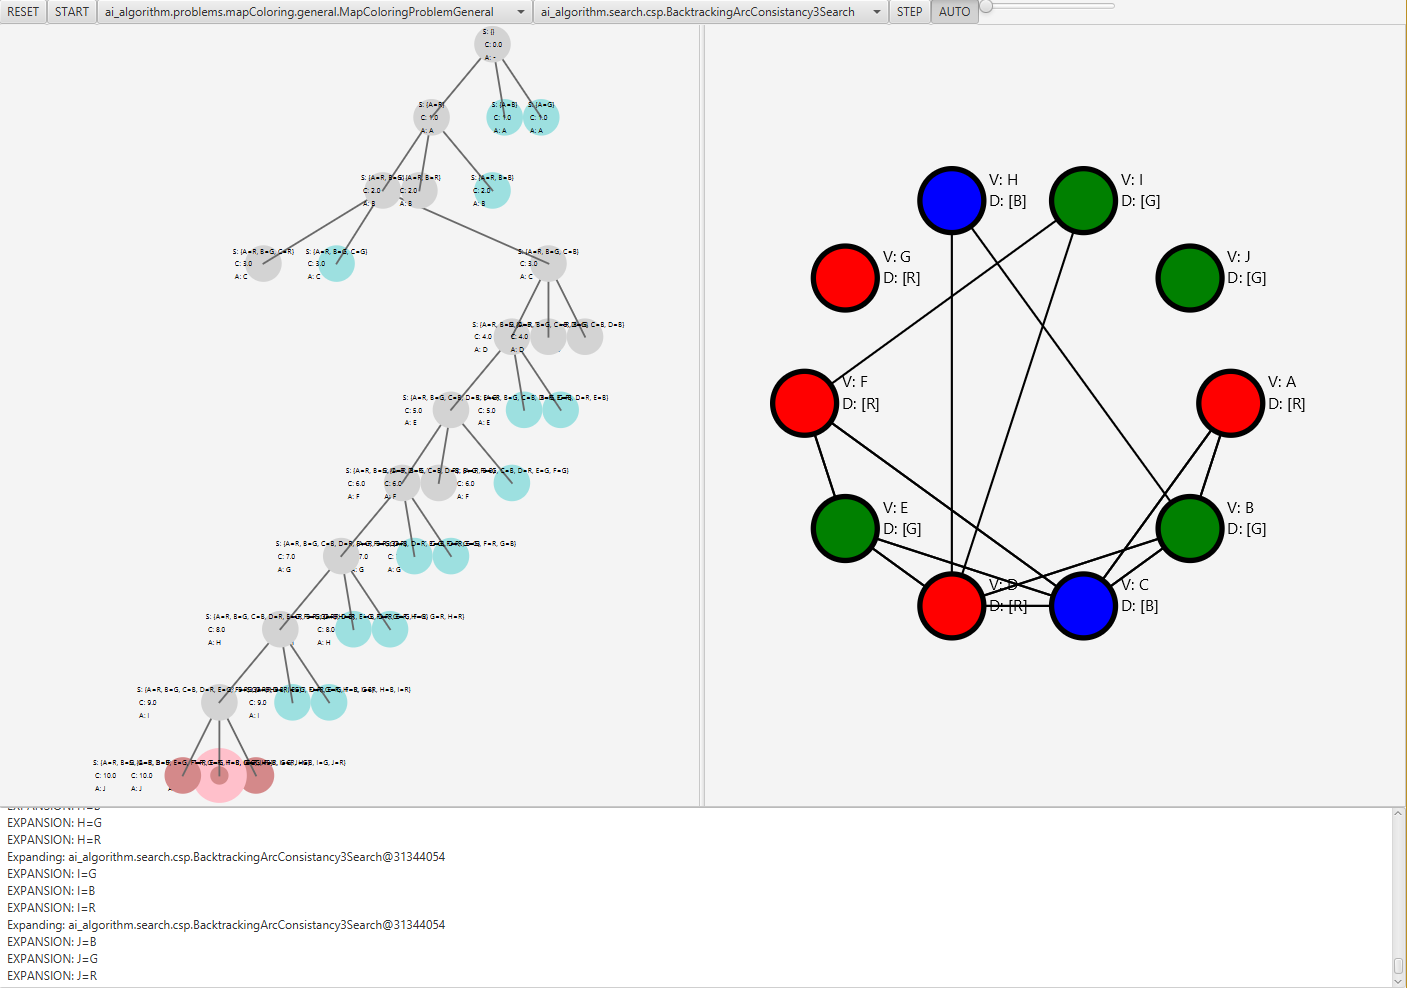 RESET START ai_algorithm.problems.mapColoring.general.MapColoringProblemGeneral ai_algorithm.search.csp.BacktrackingArcConsistancy3Search STEP AUTO
S: {}
C: 0.0
A: -
S: {A=R} S: {A=B} S: {A=G}
C: 1.0 C: 1.0 C: 1.0
A: A A: A A: A
S: {A=R, B=G} S: {A=R, B=R} S: {A=R, B=B}
C: 2.0 C: 2.0 C: 2.0
A: B A: B A: B
S: {A=R, B=G, C=R} S: {A=R, B=G, C=G} S: {A=R, B=G, C=B}
C: 3.0 C: 3.0 C: 3.0
A: C A: C A: C
C=B, D=B}
C: 4.0 C: 4.0
A: D A: D
S: {A=R, B=G, C=B, D=R, E=B}
C: 5.0 C: 5.0
A: E A: E
S: {A=R, B=G, C=B, D=R, E=G, F=G}
C: 6.0 C: 6.0 C: 6.0
A: F A: F A: F
S: {A=R, B=G, C=B, D=R, F=R, G=B}
C: 7.0 7.0 C:
A: G A: G A: G
S: {A=R, B=G, C=B, D=R, G=R, H=R}
C: 8.0 C: 8.0
A: H A: H
S: {A=R, B=G, C=B, D=R, E=G, H=B, I=R}
C: 9.0 C: 9.0
A: I A: I
S: {A=R, I=G, J=R}
C: 10.0 C: 10.0
A: J A: J
V: H
D: [B]
V: I
D: [G]
V: G
D: [R]
V: J
D: [G]
V: F
D: [R]
V: A
D: [R]
V: E
D: [G]
V: B
D: [G]
V: D
D: [R]
V: C
D: [B]
EXPANSION: H=G
EXPANSION: H=R
Expanding: ai_algorithm.search.csp.BacktrackingArcConsistancy3Search@31344054
EXPANSION: I=G
EXPANSION: I=B
EXPANSION: I=R
Expanding: ai_algorithm.search.csp.BacktrackingArcConsistancy3Search@31344054
EXPANSION: J=B
EXPANSION: J=G
EXPANSION: J=R